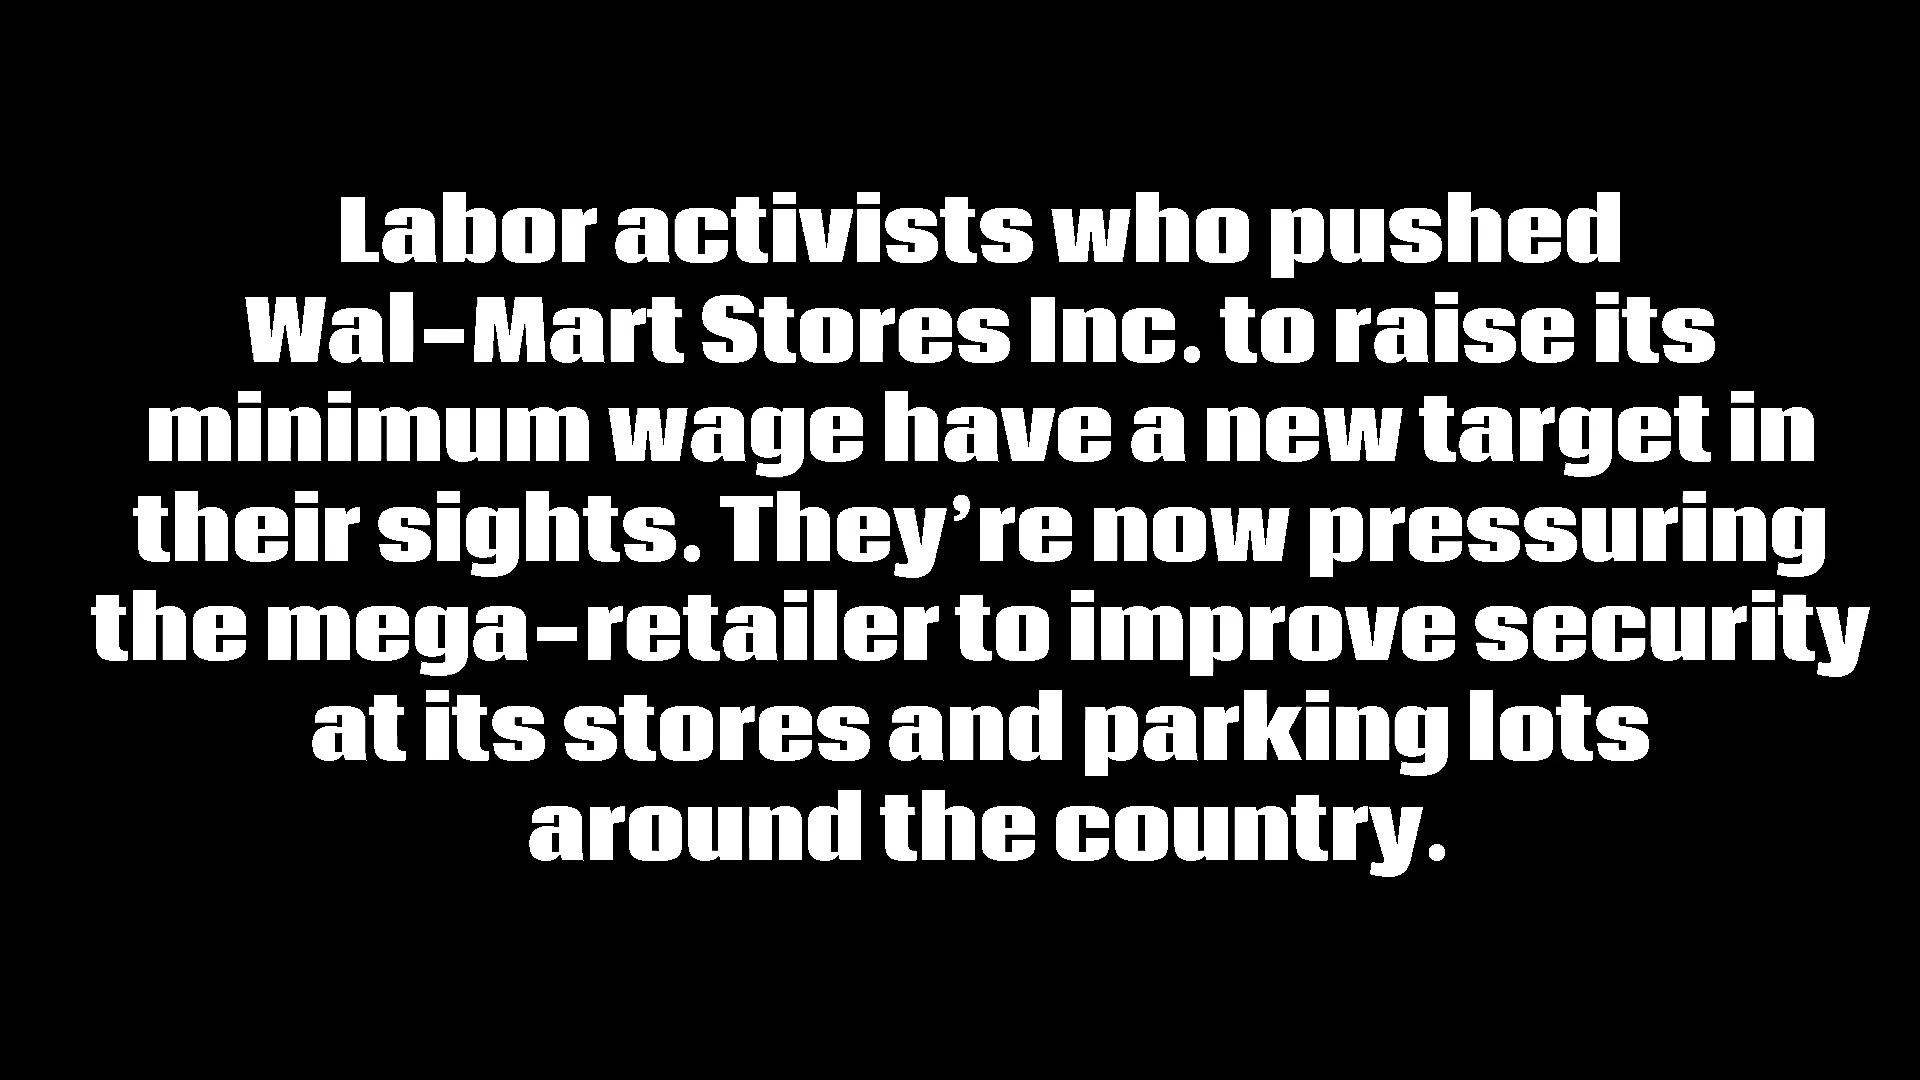 Labor activists who pushed
Wal-Mart Stores Inc. to raise its
minimum wage have a new target in
their sights. They’re now pressuring
the mega-retailer to improve security
at its stores and parking lots
around the country.